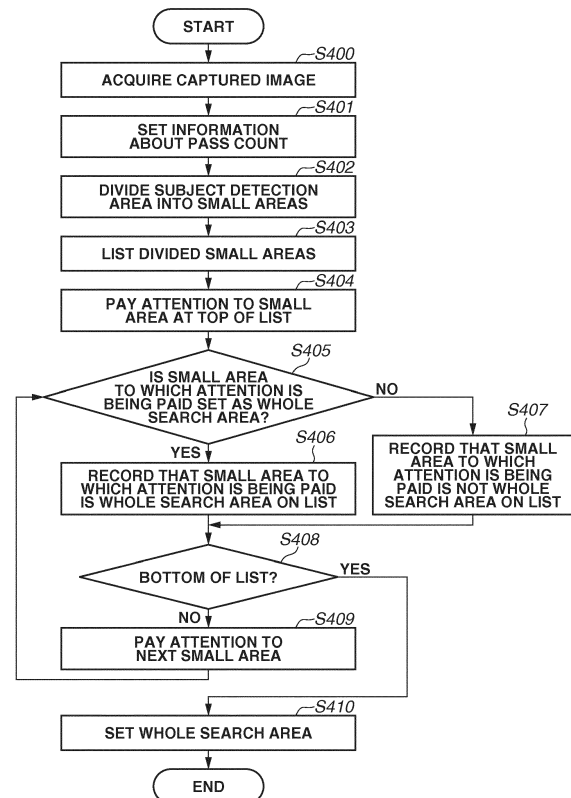 START
S400
ACQUIRE CAPTURED IMAGE
S401
SET INFORMATION
ABOUT PASS COUNT
S402
DIVIDE SUBJECT DETECTION
AREA INTO SMALL AREAS
S403
LIST DIVIDED SMALL AREAS
S404
PAY ATTENTION TO SMALL
AREA AT TOP OF LIST
S405
IS SMALL AREA
TO WHICH ATTENTION IS
BEING PAID SET AS WHOLE
SEARCH AREA?
NO
YES
S406
RECORD THAT SMALL AREA TO
WHICH ATTENTION IS BEING PAID
IS WHOLE SEARCH AREA ON LIST
S407
RECORD THAT SMALL
AREA TO WHICH
ATTENTION IS BEING
PAID IS NOT WHOLE
SEARCH AREA ON LIST
S408
BOTTOM OF LIST?
YES
NO
S409
PAY ATTENTION TO
NEXT SMALL AREA
S410
SET WHOLE SEARCH AREA
END